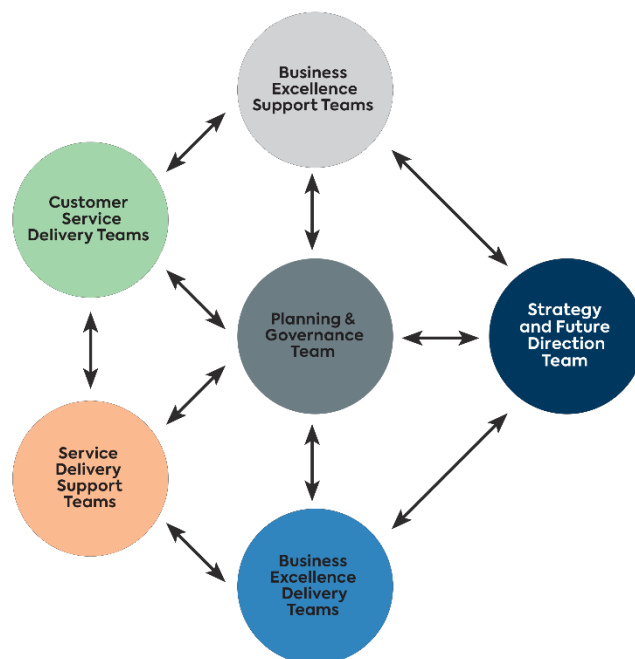 Business
Excellence
Support Teams
Customer
Service
Delivery Teams
Planning &
Governance
Team
Strategy
and Future
Direction
Team
Service
Delivery
Support
Teams
Business
Excellence
Delivery
Teams